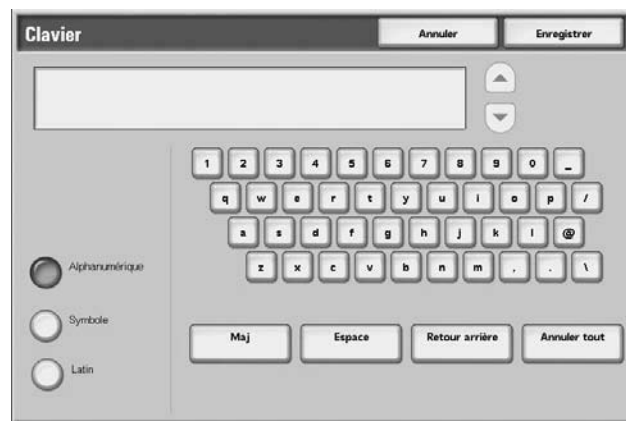 Clavier Annuler Enregistrer
1 2 3 4 5 6 7 8 9 0 _
q w e r t y u i o p /
a s d f g h j k l @
z x c v b n m , . \
Alphanumérique
Symbole
Latin
Maj Espace Retour arrière Annuler tout